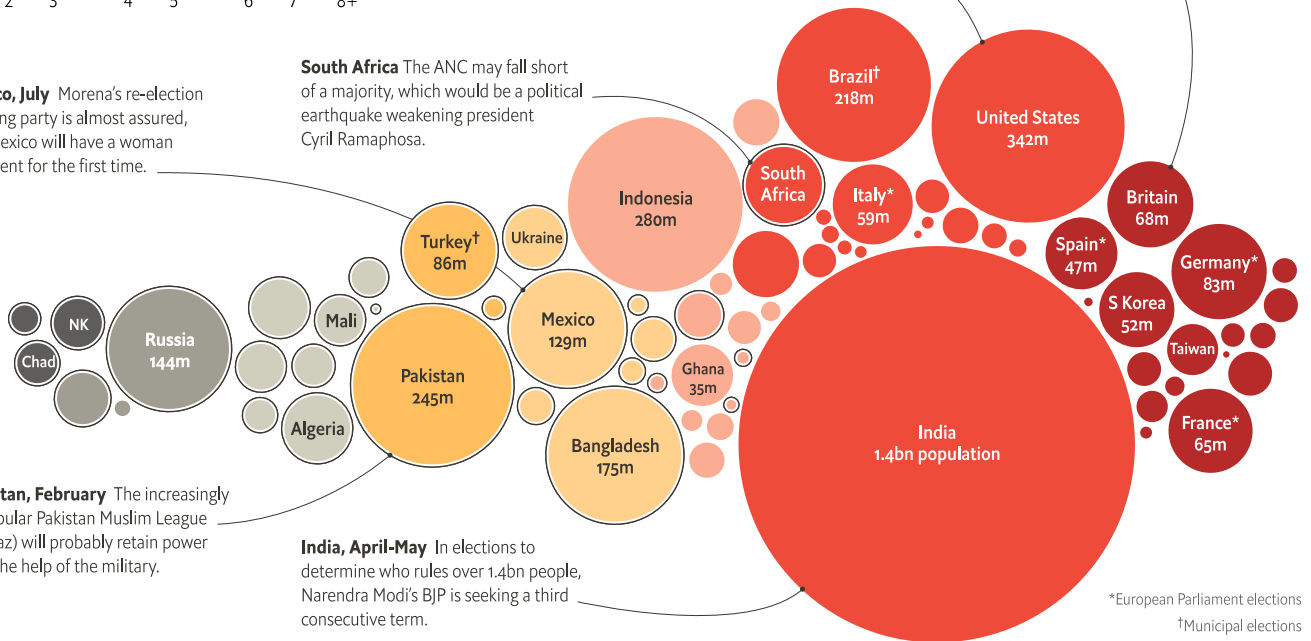 2 3 4 5 6 7 8+
South Africa The ANC may fall short
of a majority, which would be a political
earthquake weakening president
Cyril Ramaphosa.
co, July Morena's re-election
ng party is almost assured,
exico will have a woman
ent for the first time.
Brazil†
218m
United States
342m
South
Africa
Italy*
59m
Britain
68m
Indonesia
280m
Turkey†
86m
Ukraine
Spain*
47m
Germany*
83m
S Korea
52m
Taiwan
France*
65m
NK
Chad
Russia
144m
Mali
Algeria
Mexico
129m
Pakistan
245m
Ghana
35m
Bangladesh
175m
India
1.4bn population
tan, February The increasingly
pular Pakistan Muslim League
az) will probably retain power
he help of the military.
India, April-May In elections to
determine who rules over 1.4bn people,
Narendra Modi's BJP is seeking a third
consecutive term.
*European Parliament elections
†Municipal elections